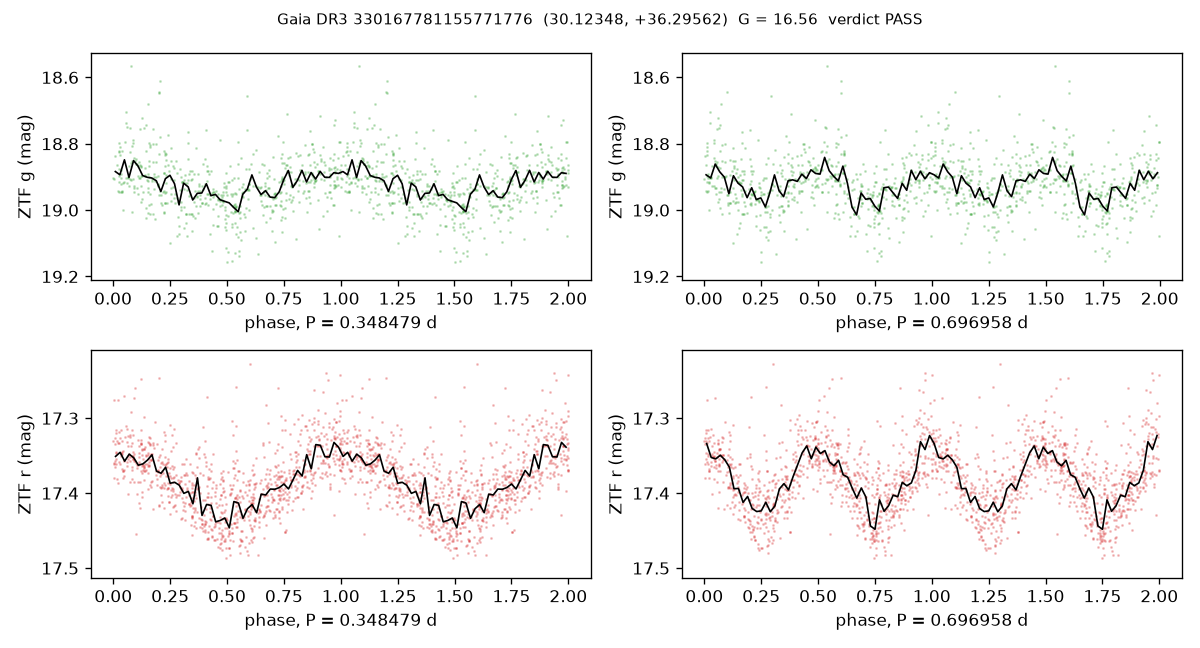 Gaia DR3 330167781155771776 (30.12348, +36.29562) G = 16.56 verdict PASS
ZTF g (mag)
18.6
18.8
19.0
19.2
0.00 0.25 0.50 0.75 1.00 1.25 1.50 1.75 2.00
phase, P = 0.348479 d
ZTF g (mag)
18.6
18.8
19.0
19.2
0.00 0.25 0.50 0.75 1.00 1.25 1.50 1.75 2.00
phase, P = 0.696958 d
ZTF r (mag)
17.3
17.4
17.5
0.00 0.25 0.50 0.75 1.00 1.25 1.50 1.75 2.00
phase, P = 0.348479 d
ZTF r (mag)
17.3
17.4
17.5
0.00 0.25 0.50 0.75 1.00 1.25 1.50 1.75 2.00
phase, P = 0.696958 d